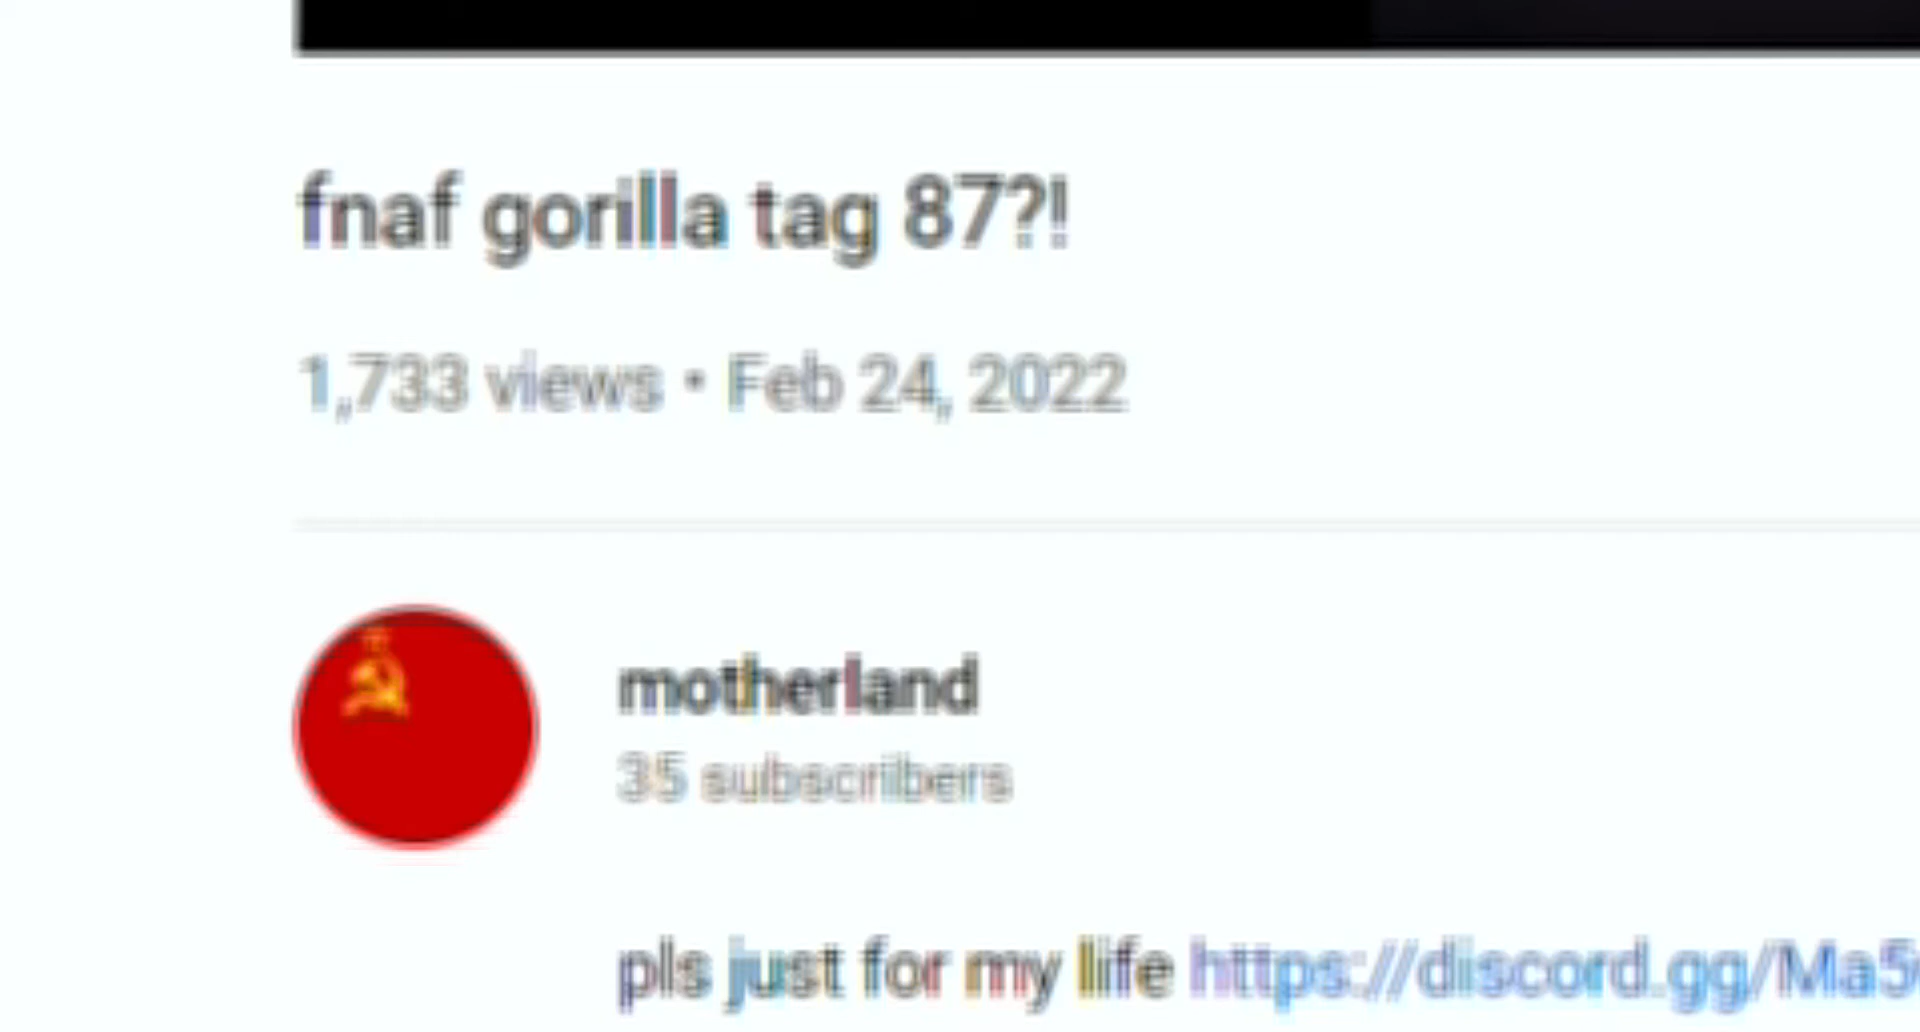 fnaf gorilla tag 87?!
1,733 views • Feb 24, 2022
motherland
35 subscribers
pls just for my life https://discord.gg/Ma5